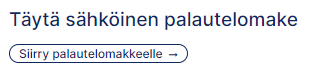 Täytä sähköinen palautelomake
Siirry palautelomakkeelle →